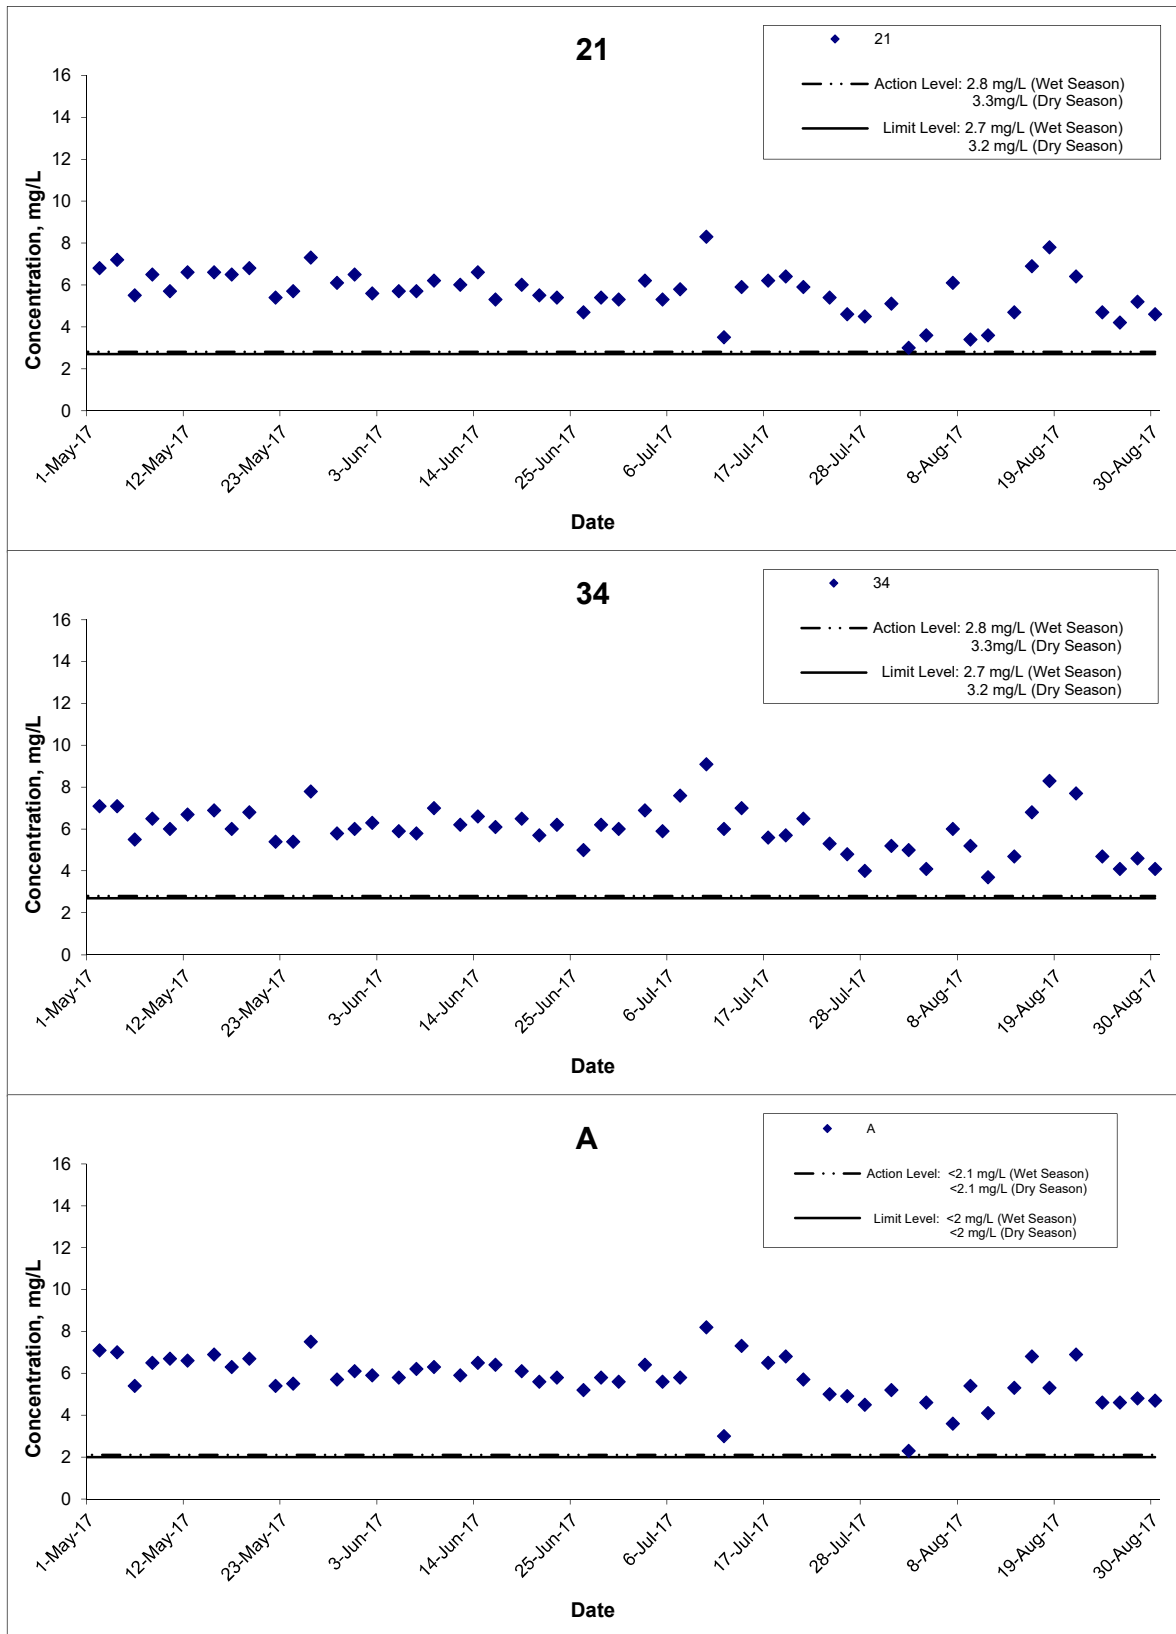 21
21
Action Level: 2.8 mg/L (Wet Season)
3.3mg/L (Dry Season)
Limit Level: 2.7 mg/L (Wet Season)
3.2 mg/L (Dry Season)
Concentration, mg/L
16
14
12
10
8
6
4
2
0
1-May-17
12-May-17
23-May-17
3-Jun-17
14-Jun-17
25-Jun-17
6-Jul-17
17-Jul-17
28-Jul-17
8-Aug-17
19-Aug-17
30-Aug-17
Date
34
34
Action Level: 2.8 mg/L (Wet Season)
3.3mg/L (Dry Season)
Limit Level: 2.7 mg/L (Wet Season)
3.2 mg/L (Dry Season)
Concentration, mg/L
16
14
12
10
8
6
4
2
0
1-May-17
12-May-17
23-May-17
3-Jun-17
14-Jun-17
25-Jun-17
6-Jul-17
17-Jul-17
28-Jul-17
8-Aug-17
19-Aug-17
30-Aug-17
Date
A
A
Action Level: <2.1 mg/L (Wet Season)
<2.1 mg/L (Dry Season)
Limit Level: <2 mg/L (Wet Season)
<2 mg/L (Dry Season)
Concentration, mg/L
16
14
12
10
8
6
4
2
0
1-May-17
12-May-17
23-May-17
3-Jun-17
14-Jun-17
25-Jun-17
6-Jul-17
17-Jul-17
28-Jul-17
8-Aug-17
19-Aug-17
30-Aug-17
Date